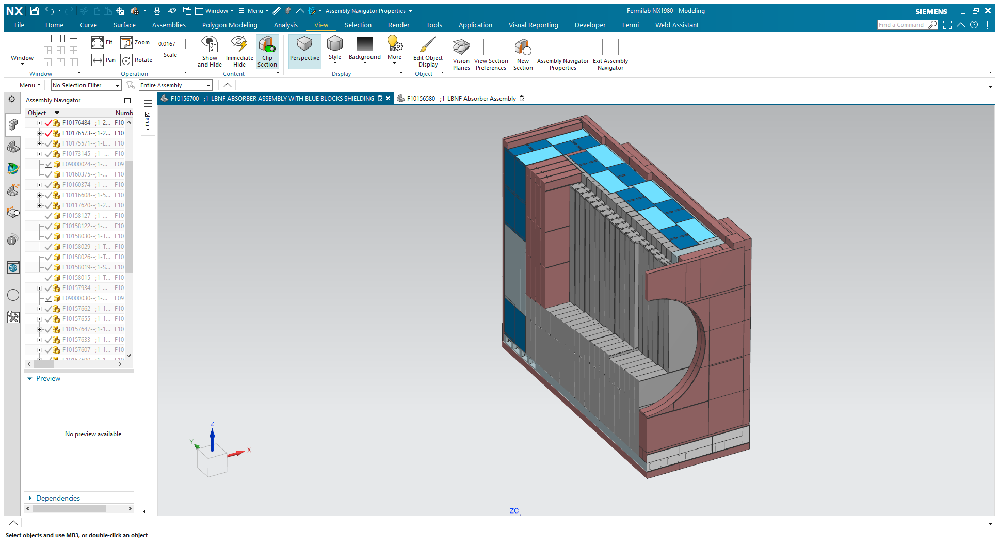 NX Window Menu Assembly Navigator Properties Fermilab NX1980 - Modeling SIEMENS
File Home Curve Surface Assemblies Polygon Modeling Analysis View Selection Render Tools Application Visual Reporting Developer Fermi Weld Assistant Find a Command
Window
Fit Zoom 0.0167
Pan Rotate Scale
Show and Hide
Immediate Hide
Clip Section
Perspective
Style
Background
More
Edit Object Display
Vision Planes
View Section Preferences
New Section
Assembly Navigator Properties
Exit Assembly Navigator
Window Operation Content Display Object
Menu No Selection Filter Entire Assembly
Assembly Navigator
Menu
F10156700--;1-LBNF ABSORBER ASSEMBLY WITH BLUE BLOCKS SHIELDING F10156580--;1-LBNF Absorber Assembly
Object Numb
F10176484--;1-2... F10
F10176573--;1-2... F10
F10175571--;1-L... F10
F10173145--;1- ... F10
F09000024--;1-... F09
F10160375--;1-... F10
F10160374--;1-... F10
F10116608--;1-5... F10
F10117620--;1-2... F10
F10158127--;1-... F10
F10158122--;1-... F10
F10158030--;1-T... F10
F10158029--;1-T... F10
F10158026--;1-T... F10
F10158019--;1-S... F10
F10158015--;1-T... F10
F10157934--;1-... F10
F09000030--;1-... F09
F10157662--;1-1... F10
F10157655--;1-1... F10
F10157647--;1-1... F10
F10157633--;1-1... F10
F10157607--;1-1... F10
Preview
No preview available
Dependencies
Z
Y
X
ZC
Select objects and use MB3, or double-click an object